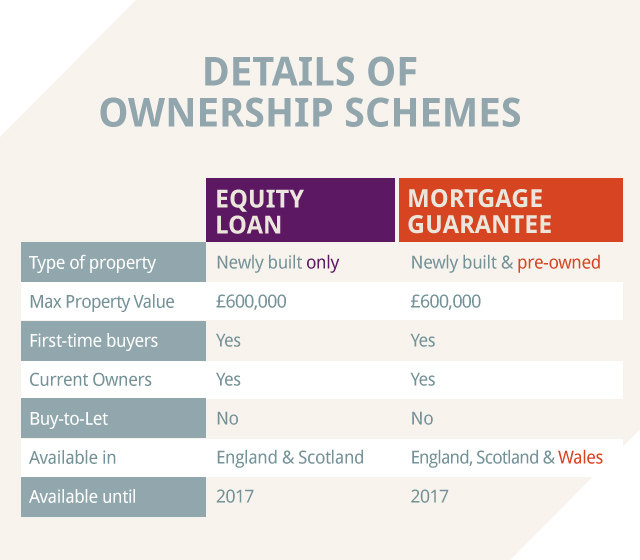 DETAILS OF
OWNERSHIP SCHEMES
EQUITY
LOAN
MORTGAGE
GUARANTEE
Type of property Newly built only Newly built & pre-owned
Max Property Value £600,000 £600,000
First-time buyers Yes Yes
Current Owners Yes Yes
Buy-to-Let No No
Available in England & Scotland England, Scotland & Wales
Available until 2017 2017